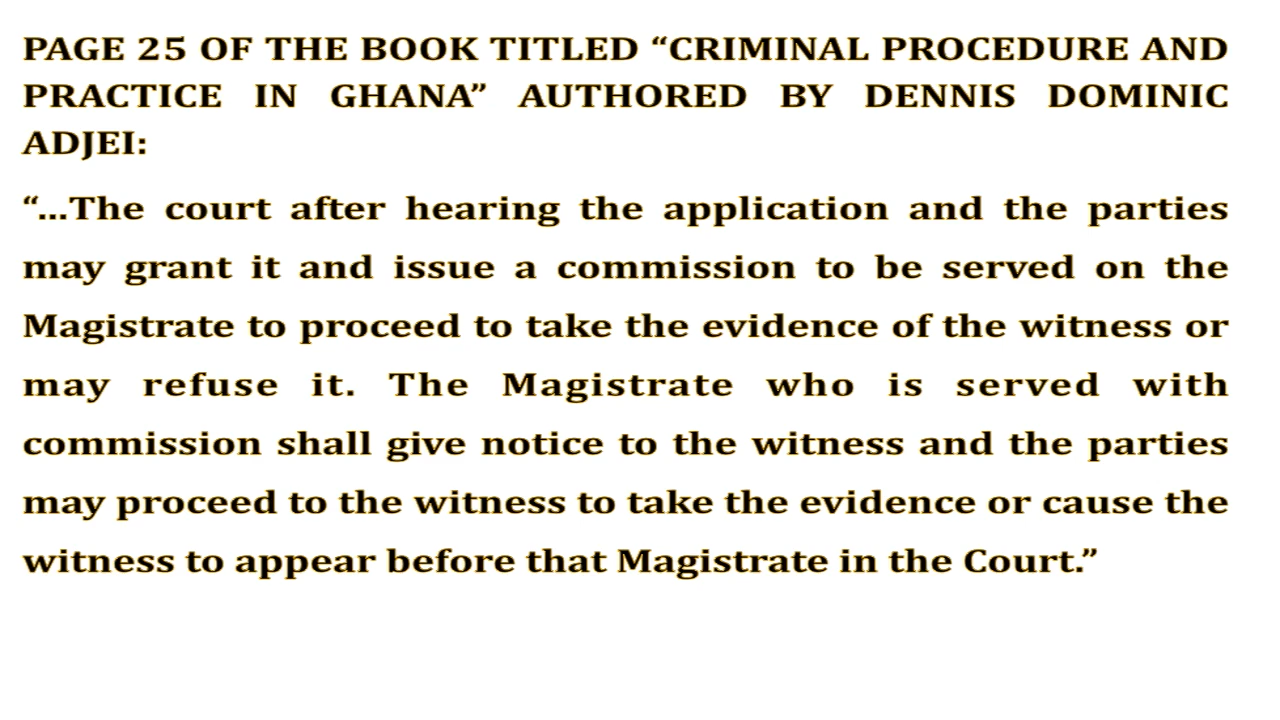 PAGE 25 OF THE BOOK TITLED “CRIMINAL PROCEDURE AND
PRACTICE IN GHANA” AUTHORED BY DENNIS DOMINIC
ADJEI:
“...The court after hearing the application and the parties
may grant it and issue a commission to be served on the
Magistrate to proceed to take the evidence of the witness or
may refuse it. The Magistrate who is served with
commission shall give notice to the witness and the parties
may proceed to the witness to take the evidence or cause the
witness to appear before that Magistrate in the Court.”